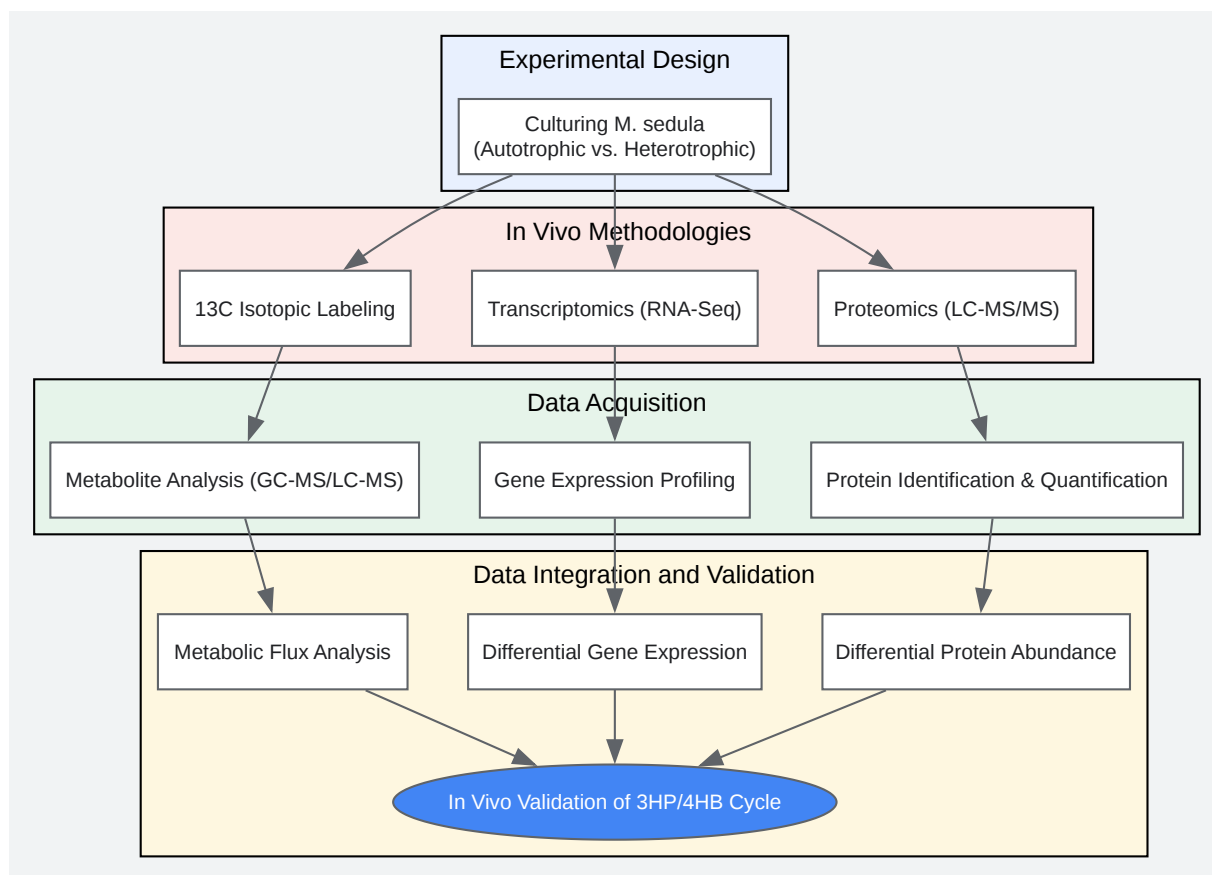 Experimental Design
Culturing M. sedula
(Autotrophic vs. Heterotrophic)
In Vivo Methodologies
13C Isotopic Labeling
Transcriptomics (RNA-Seq)
Proteomics (LC-MS/MS)
Data Acquisition
Metabolite Analysis (GC-MS/LC-MS)
Gene Expression Profiling
Protein Identification & Quantification
Data Integration and Validation
Metabolic Flux Analysis
Differential Gene Expression
Differential Protein Abundance
In Vivo Validation of 3HP/4HB Cycle